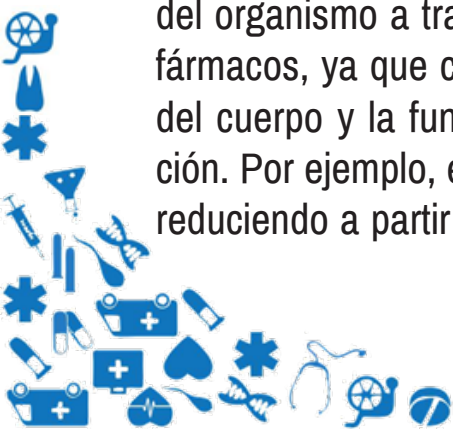 del organismo a tra
fármacos, ya que c
del cuerpo y la fun
ción. Por ejemplo, e
reduciendo a partir